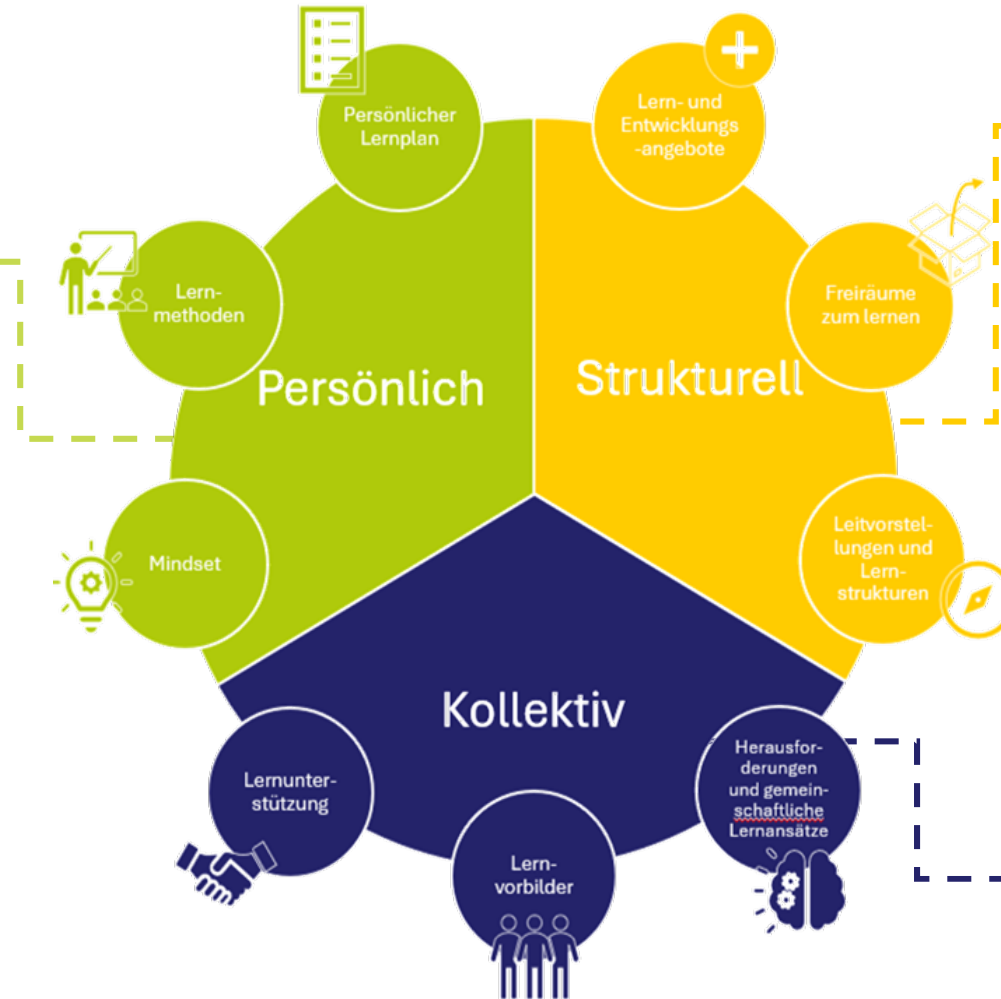 Persönlicher
Lernplan
Lern- und
Entwicklungs
-angebote
Lern-
methoden
Freiräume
zum lernen
Persönlich
Strukturell
Mindset
Leitvorstel-
lungen und
Lern-
strukturen
Kollektiv
Lernunter-
stützung
Lern-
vorbilder
Herausfor-
derungen
und gemein-
schaftliche
Lernansätze